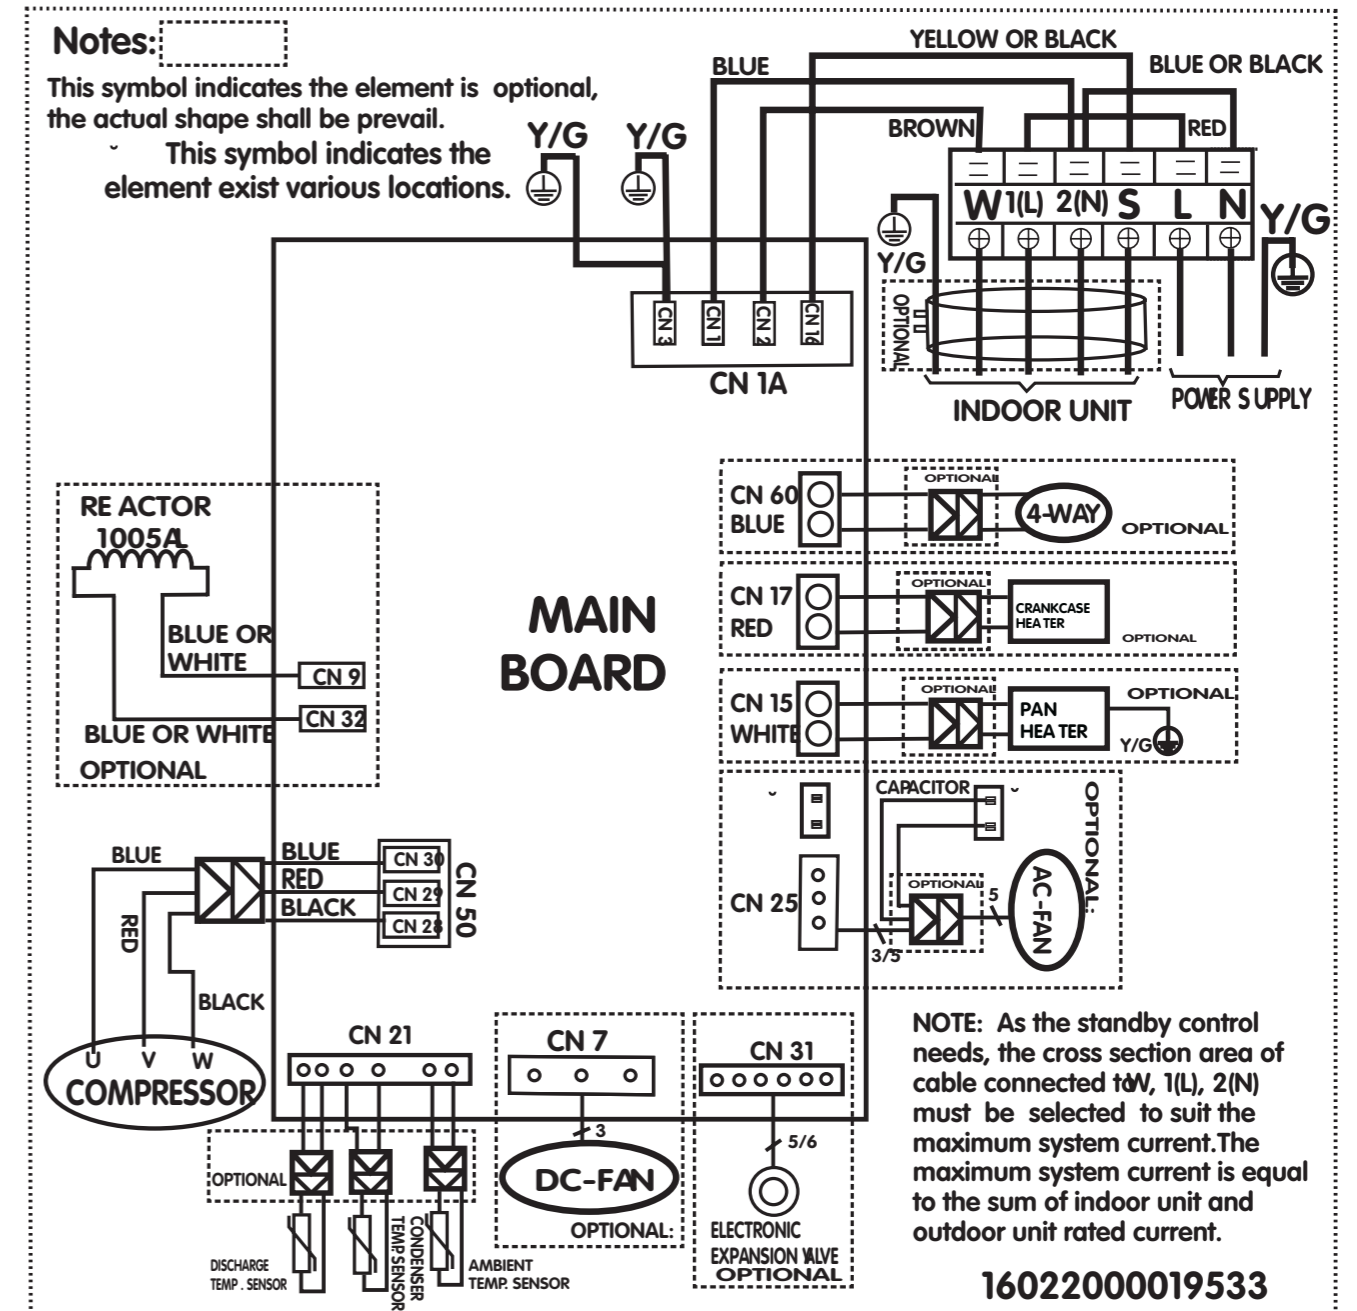 Notes:
This symbol indicates the element is optional,
the actual shape shall be prevail.
˘ This symbol indicates the
element exist various locations.
Y/G
Y/G
BLUE
YELLOW OR BLACK
BLUE OR BLACK
BROWN
RED
W 1(L) 2(N) S L N
Y/G
Y/G
OPTIONAL
CN 3
CN 1
CN 2
CN 16
CN 1A
INDOOR UNIT
POWER SUPPLY
RE ACTOR
1005A
BLUE OR
WHITE
CN 9
CN 32
BLUE OR WHITE
OPTIONAL
MAIN
BOARD
CN 60
BLUE
OPTIONAL
4-WAY
OPTIONAL
CN 17
RED
OPTIONAL
CRANKCASE
HEATER
OPTIONAL
CN 15
WHITE
OPTIONAL
PAN
HEATER
OPTIONAL
Y/G
˘
CAPACITOR
˘
OPTIONAL:
CN 25
OPTIONAL
3/5
5
AC-FAN
BLUE
RED
BLACK
BLUE
RED
BLACK
CN 30
CN 29
CN 28
CN 50
U V W
COMPRESSOR
CN 21
OPTIONAL
DISCHARGE
TEMP. SENSOR
CONDENSER
TEMP.SENSOR
AMBIENT
TEMP. SENSOR
CN 7
3
DC-FAN
OPTIONAL:
CN 31
5/6
ELECTRONIC
EXPANSION VALVE
OPTIONAL
NOTE: As the standby control
needs, the cross section area of
cable connected to W, 1(L), 2(N)
must be selected to suit the
maximum system current.The
maximum system current is equal
to the sum of indoor unit and
outdoor unit rated current.
16022000019533